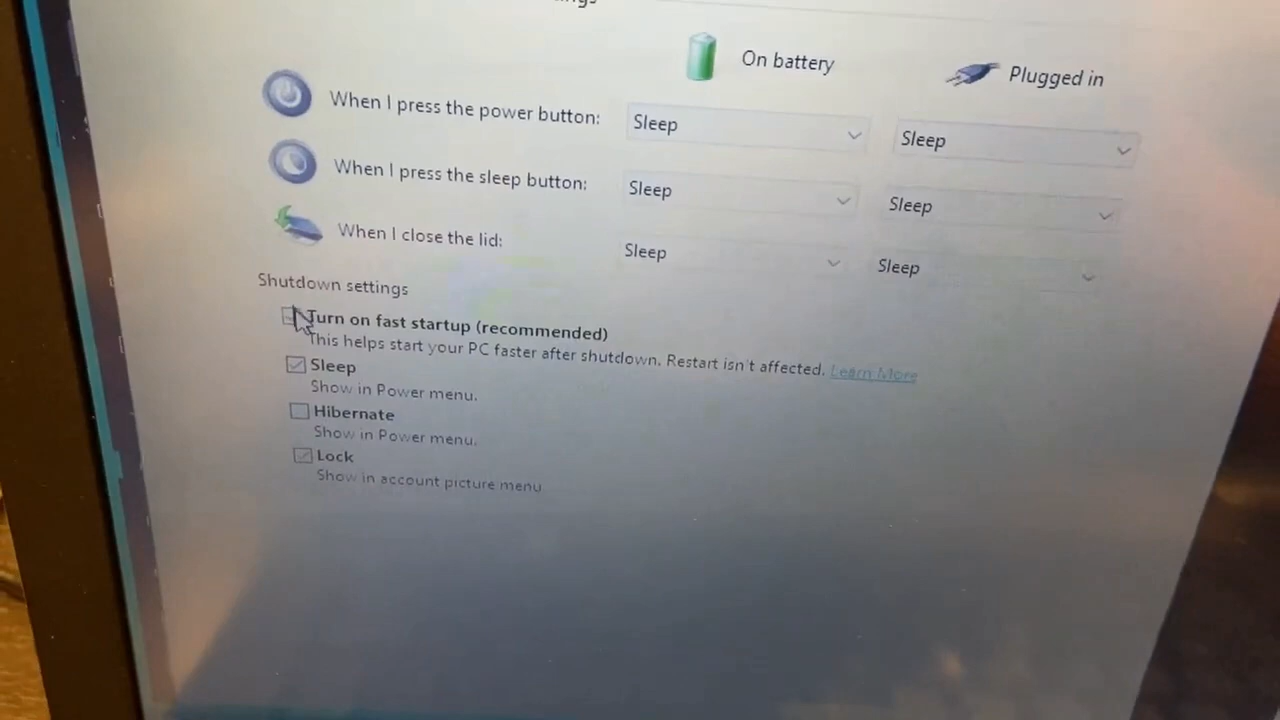 On battery
Plugged in
When I press the power button: Sleep Sleep
When I press the sleep button: Sleep Sleep
When I close the lid: Sleep Sleep
Shutdown settings
Turn on fast startup (recommended)
This helps start your PC faster after shutdown. Restart isn't affected. Learn More
Sleep
Show in Power menu.
Hibernate
Show in Power menu.
Lock
Show in account picture menu.